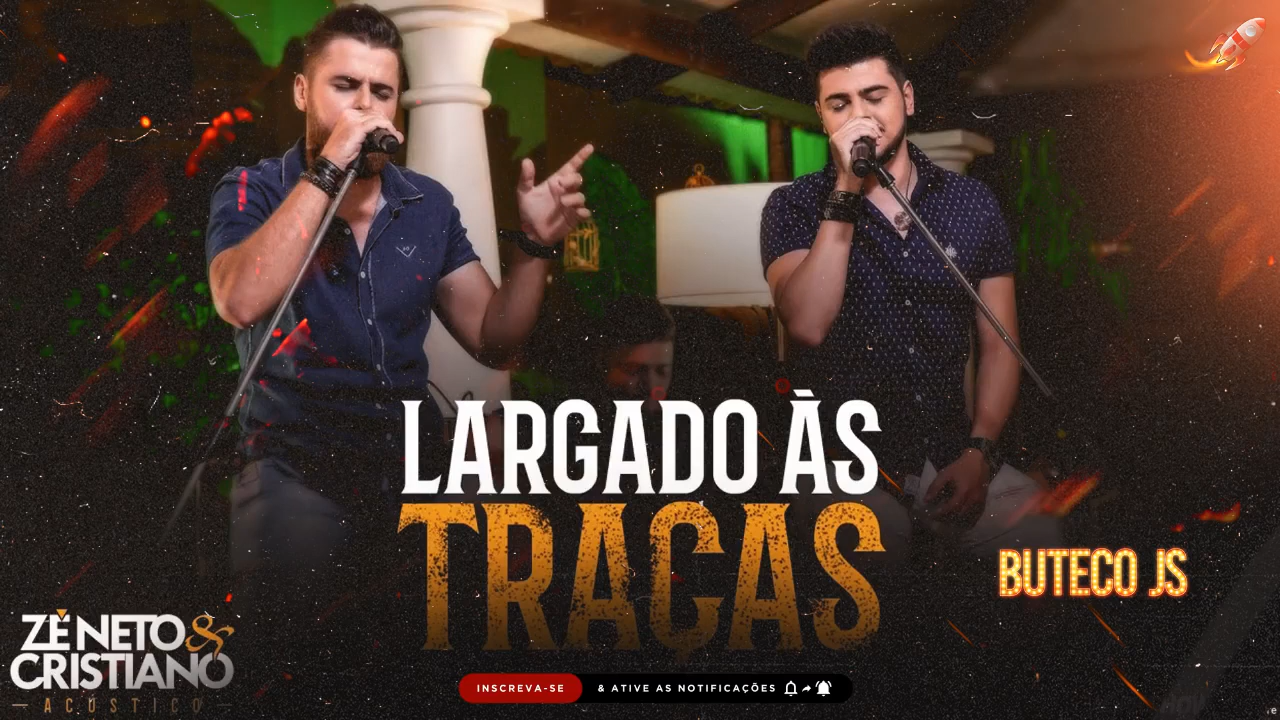 LARGADO ÀS
TRAÇAS
BUTECO JS
ZÉ NETO &
CRISTIANO
ACÚSTICO
INSCREVA-SE & ATIVE AS NOTIFICAÇÕES